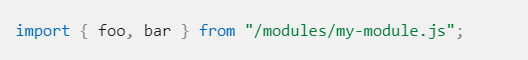 import { foo, bar } from "/modules/my-module.js";